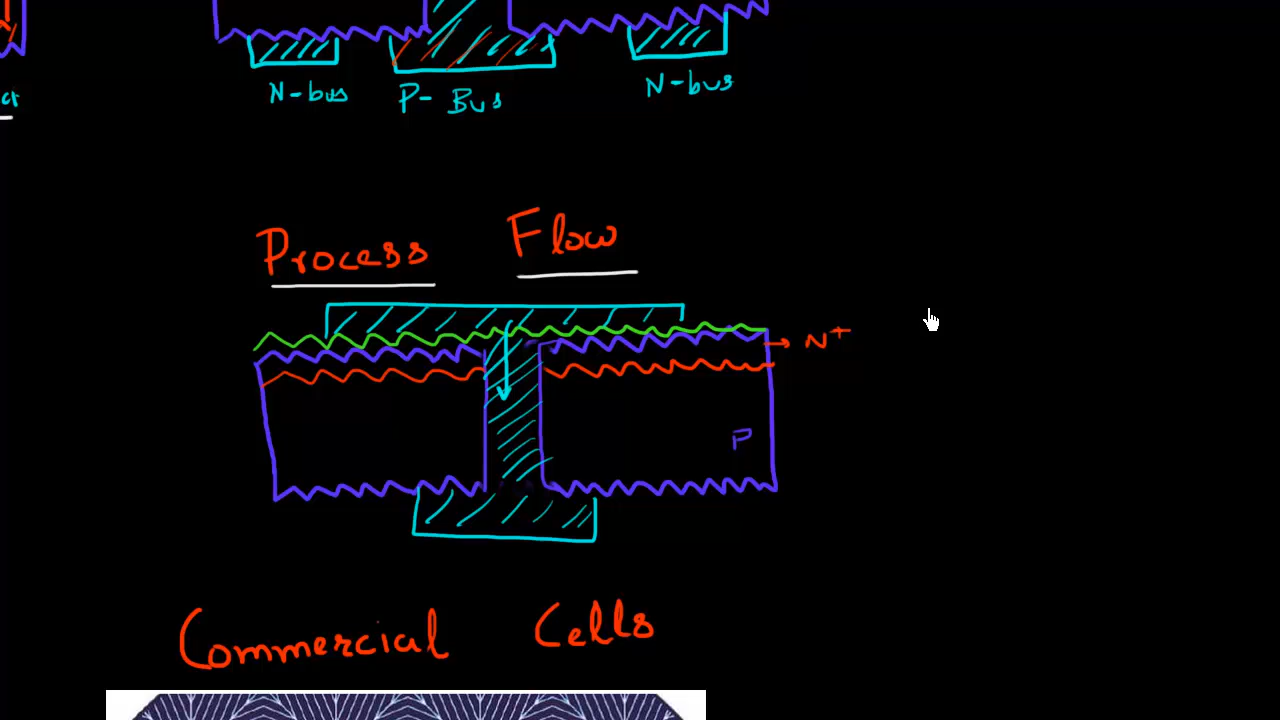 N-bus P-Bus N-bus
Process Flow
N+
P
Commercial Cells